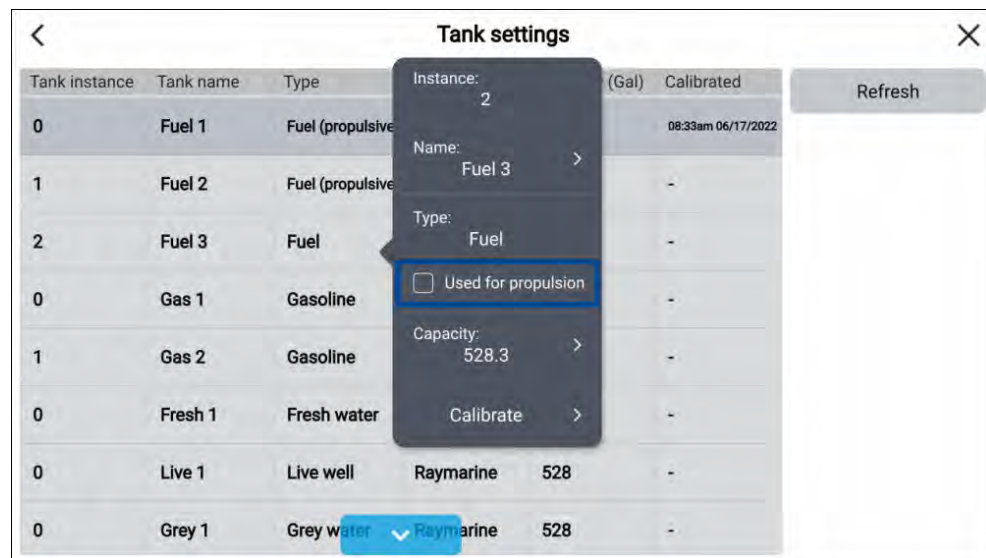 Tank settings
Tank instance Tank name Type (Gal) Calibrated
Refresh
0 Fuel 1 Fuel (propulsive 08:33am 06/17/2022
1 Fuel 2 Fuel (propulsive -
2 Fuel 3 Fuel -
0 Gas 1 Gasoline -
1 Gas 2 Gasoline -
0 Fresh 1 Fresh water -
0 Live 1 Live well Raymarine 528 -
0 Grey 1 Grey water Raymarine 528 -
Instance:
2
Name:
Fuel 3
Type:
Fuel
Used for propulsion
Capacity:
528.3
Calibrate